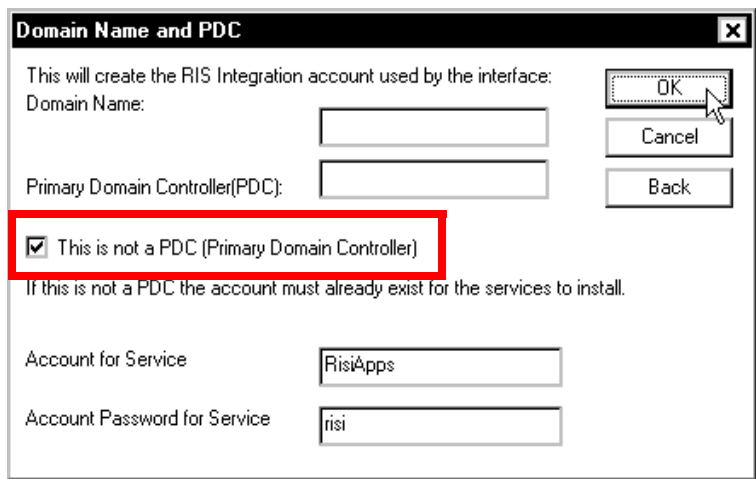 Domain Name and PDC
This will create the RIS Integration account used by the interface:
OK
Domain Name:
Cancel
Primary Domain Controller(PDC):
Back
This is not a PDC (Primary Domain Controller)
If this is not a PDC the account must already exist for the services to install.
Account for Service
RisiApps
Account Password for Service
risi